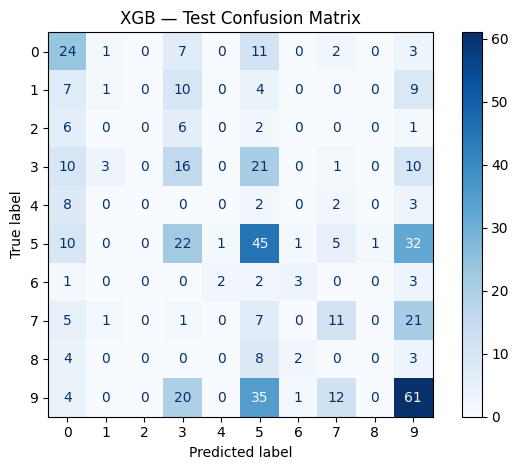 XGB — Test Confusion Matrix
0 24 1 0 7 0 11 0 2 0 3
1 7 1 0 10 0 4 0 0 0 9
2 6 0 0 6 0 2 0 0 0 1
3 10 3 0 16 0 21 0 1 0 10
4 8 0 0 0 0 2 0 2 0 3
5 10 0 0 22 1 45 1 5 1 32
6 1 0 0 0 2 2 3 0 0 3
7 5 1 0 1 0 7 0 11 0 21
8 4 0 0 0 0 8 2 0 0 3
9 4 0 0 20 0 35 1 12 0 61
0 1 2 3 4 5 6 7 8 9
Predicted label
True label
60
50
40
30
20
10
0